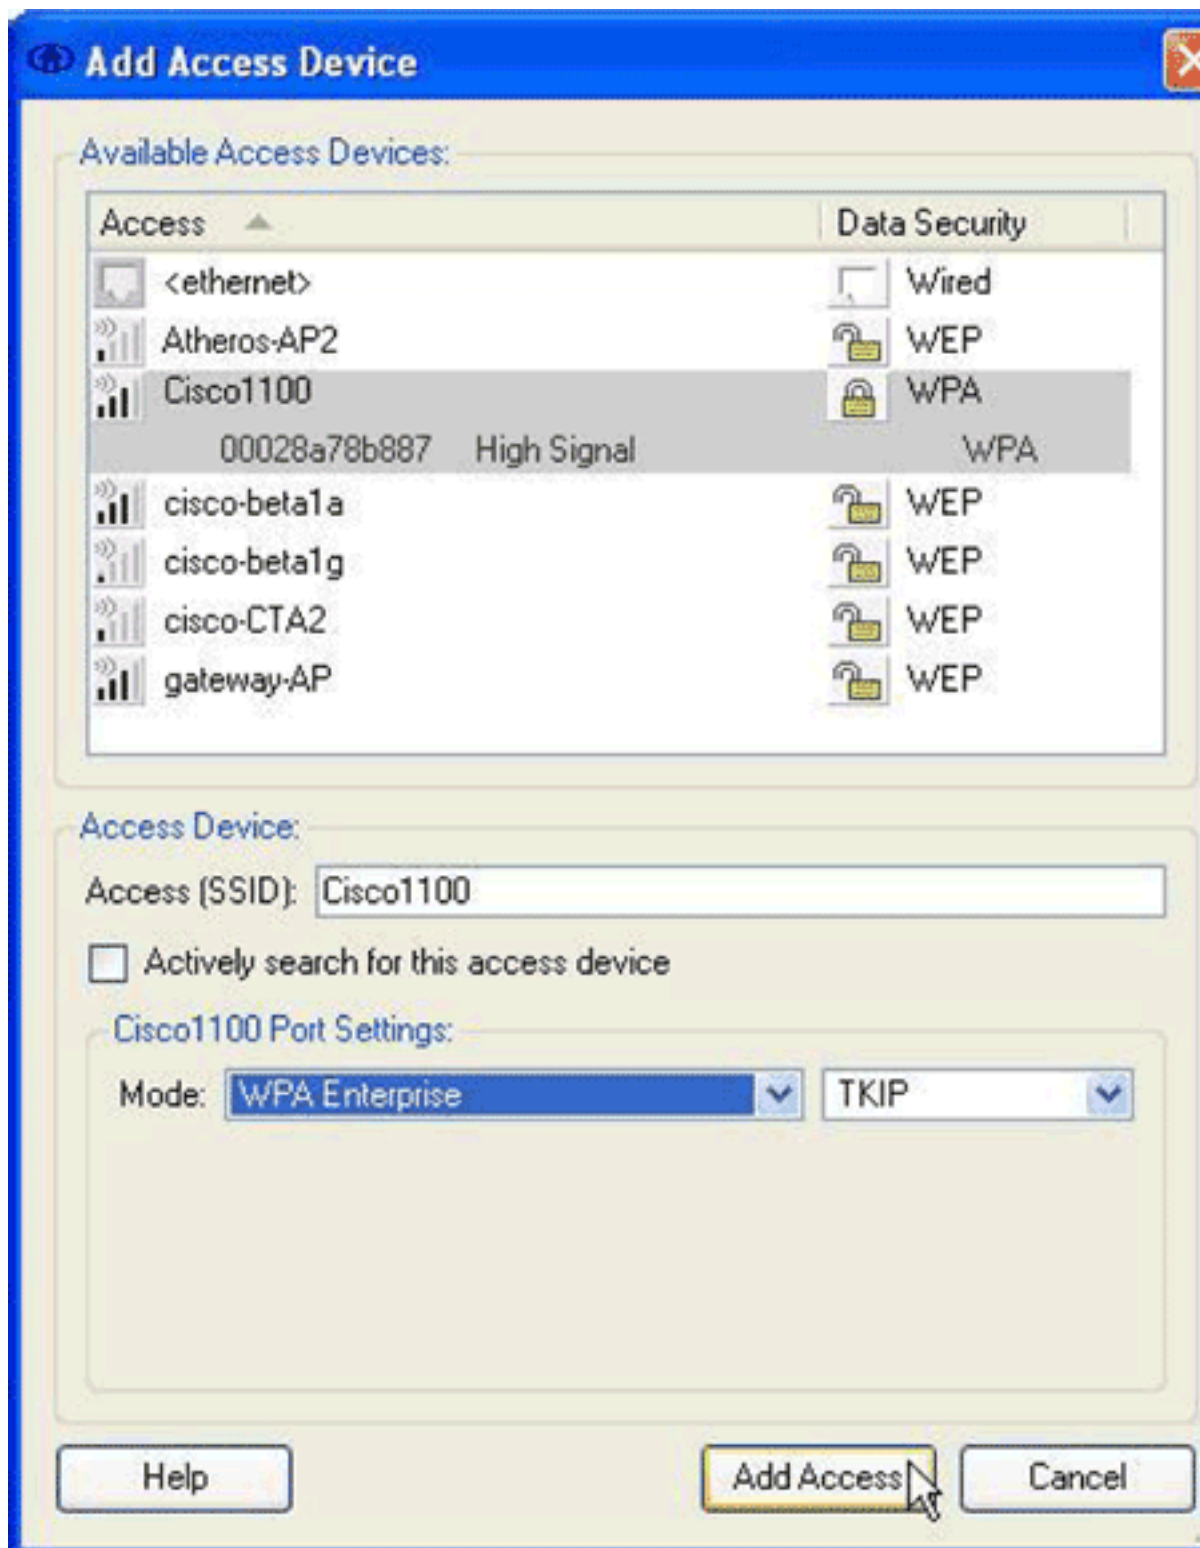 Add Access Device
Available Access Devices:
Access Data Security
<ethernet> Wired
Atheros-AP2 WEP
Cisco1100 WPA
00028a78b887 High Signal WPA
cisco-beta1a WEP
cisco-beta1g WEP
cisco-CTA2 WEP
gateway-AP WEP
Access Device:
Access (SSID): Cisco1100
Actively search for this access device
Cisco1100 Port Settings:
Mode: WPA Enterprise TKIP
Help Add Access Cancel